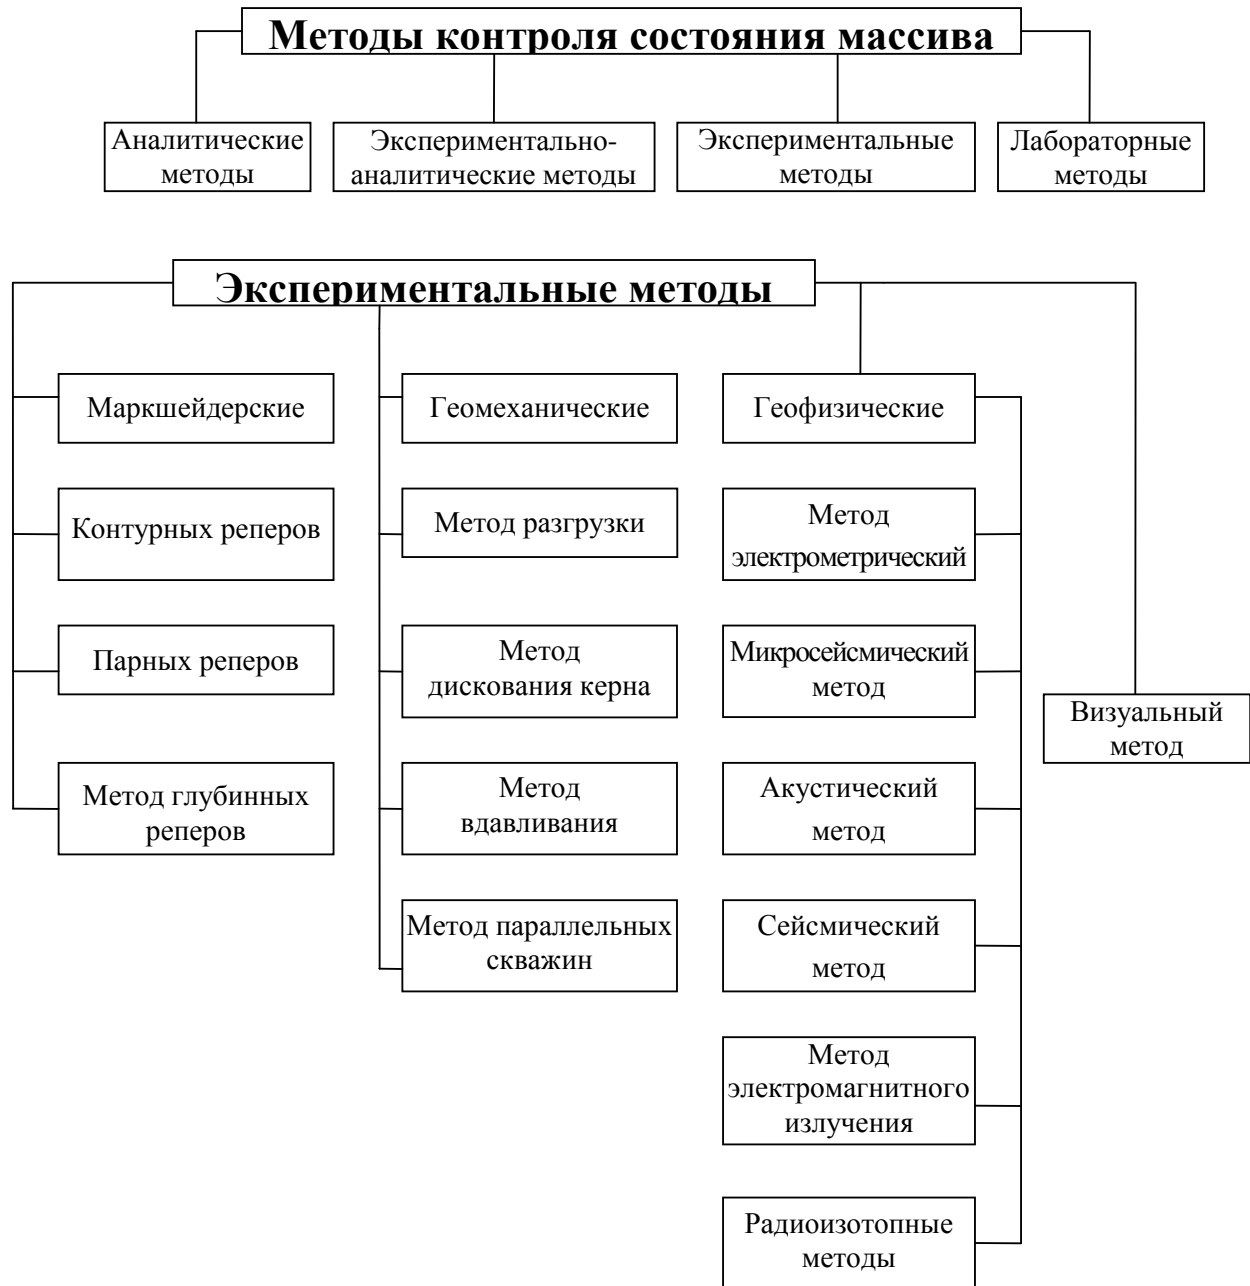 Методы контроля состояния массива
Аналитические
методы
Экспериментально-
аналитические методы
Экспериментальные
методы
Лабораторные
методы
Экспериментальные методы
Маркшейдерские
Контурных реперов
Парных реперов
Метод глубинных
реперов
Геомеханические
Метод разгрузки
Метод
дискования керна
Метод
вдавливания
Метод параллельных
скважин
Геофизические
Метод
электрометрический
Микросейсмический
метод
Акустический
метод
Сейсмический
метод
Метод
электромагнитного
излучения
Радиоизотопные
методы
Визуальный
метод